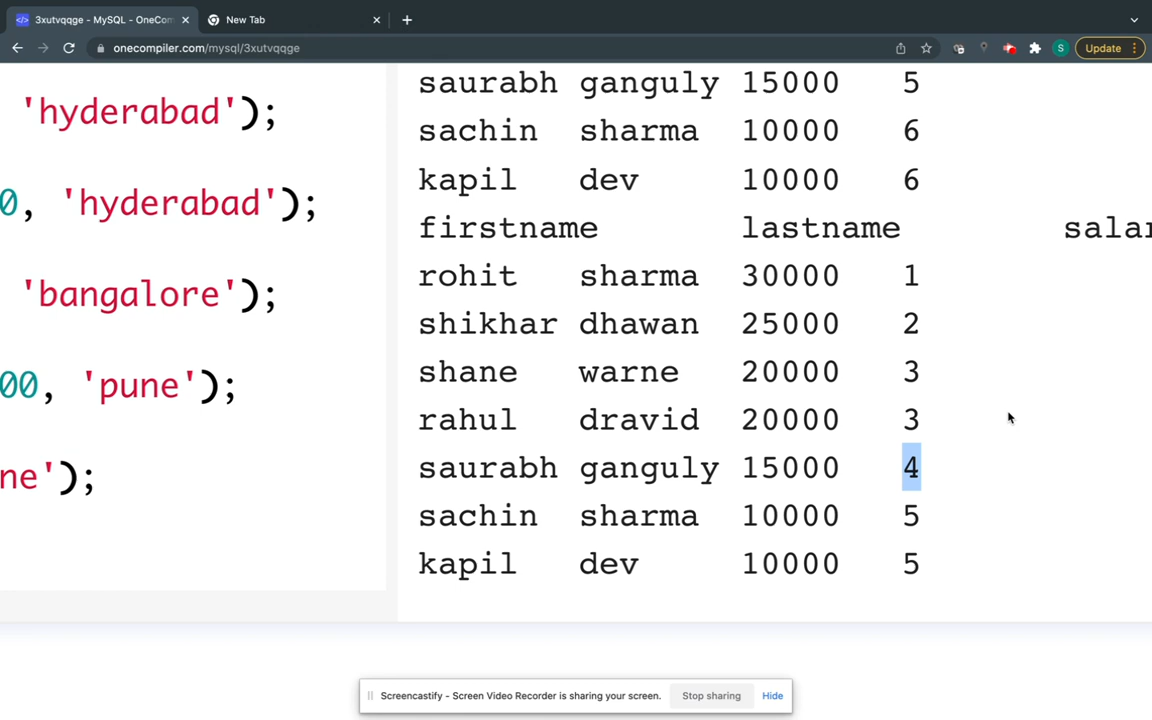 3xutvqqge - MySQL - OneCom
New Tab
onecompiler.com/mysql/3xutvqqge
S
Update
'hyderabad');
0, 'hyderabad');
'bangalore');
00, 'pune');
ne');
saurabh ganguly 15000 5
sachin sharma 10000 6
kapil dev 10000 6
firstname lastname salar
rohit sharma 30000 1
shikhar dhawan 25000 2
shane warne 20000 3
rahul dravid 20000 3
saurabh ganguly 15000 4
sachin sharma 10000 5
kapil dev 10000 5
Screencastify - Screen Video Recorder is sharing your screen.
Stop sharing
Hide